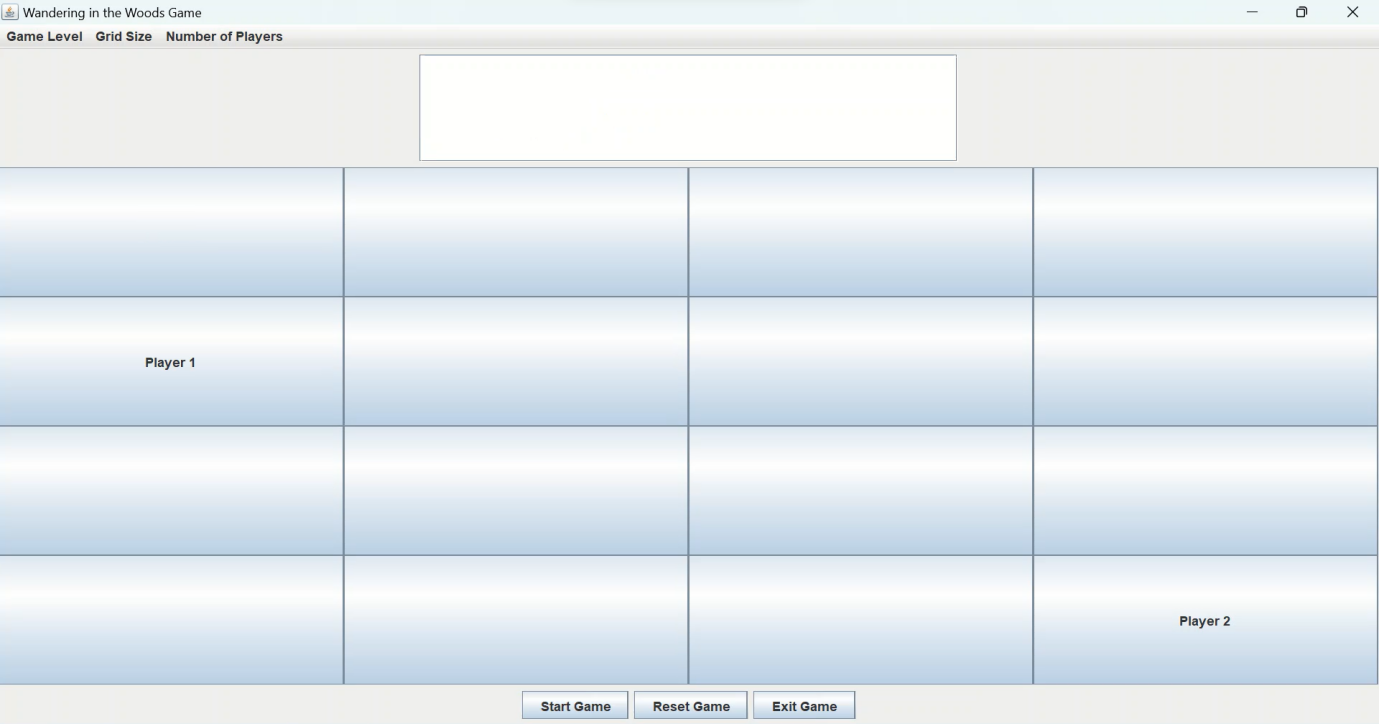 Wandering in the Woods Game
Game Level Grid Size Number of Players
Player 1
Player 2
Start Game Reset Game Exit Game